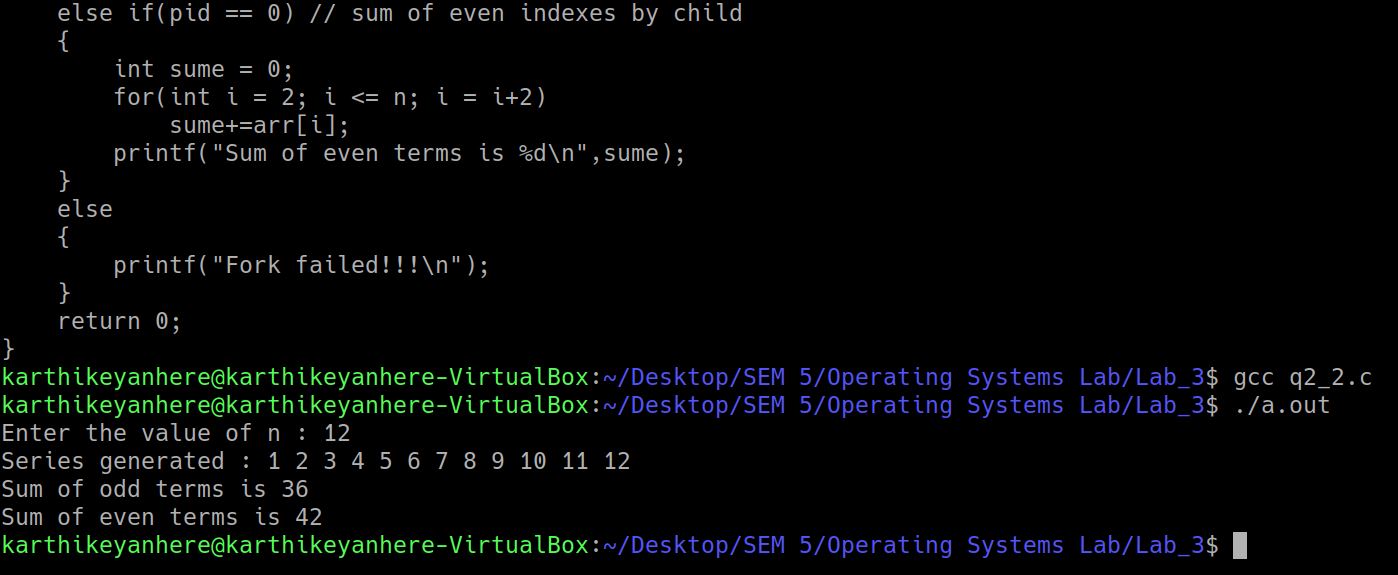 else if(pid == 0) // sum of even indexes by child
    {
        int sume = 0;
        for(int i = 2; i <= n; i = i+2)
            sume+=arr[i];
        printf("Sum of even terms is %d\n",sume);
    }
    else
    {
        printf("Fork failed!!!\n");
    }
    return 0;
}
karthikeyanhere@karthikeyanhere-VirtualBox:~/Desktop/SEM 5/Operating Systems Lab/Lab_3$ gcc q2_2.c
karthikeyanhere@karthikeyanhere-VirtualBox:~/Desktop/SEM 5/Operating Systems Lab/Lab_3$ ./a.out
Enter the value of n : 12
Series generated : 1 2 3 4 5 6 7 8 9 10 11 12
Sum of odd terms is 36
Sum of even terms is 42
karthikeyanhere@karthikeyanhere-VirtualBox:~/Desktop/SEM 5/Operating Systems Lab/Lab_3$